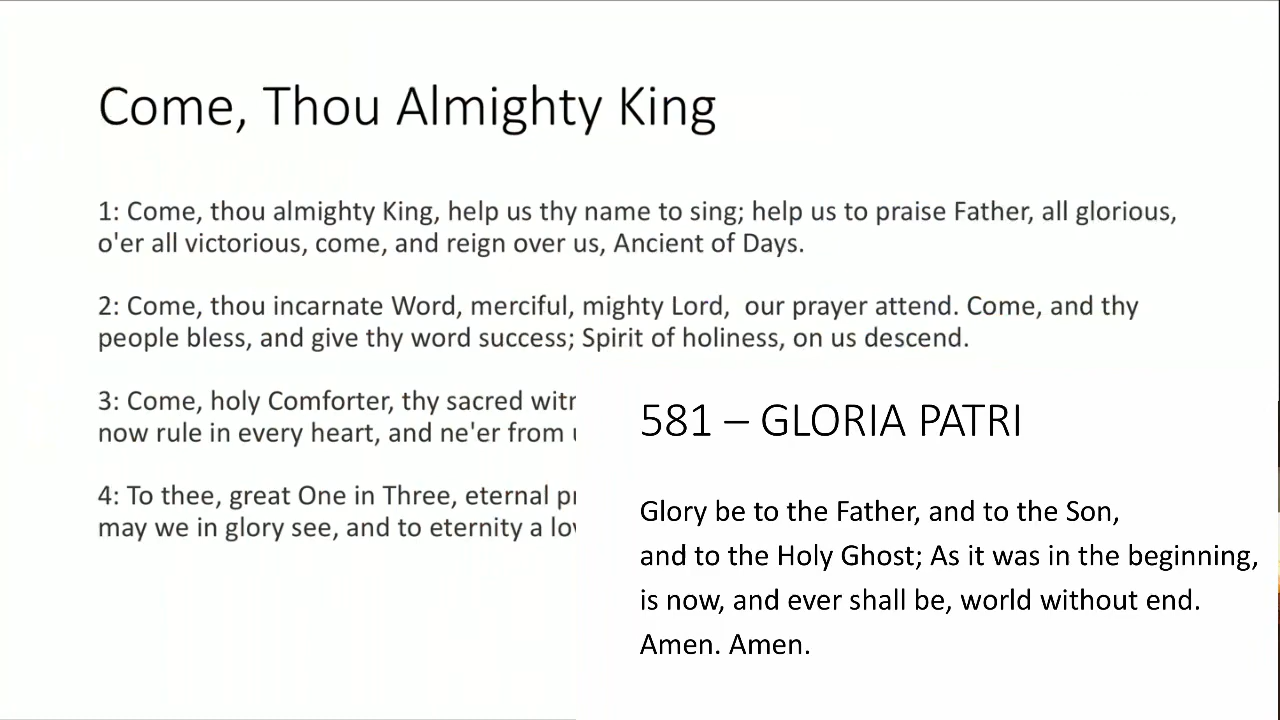 Come, Thou Almighty King
1: Come, thou almighty King, help us thy name to sing; help us to praise Father, all glorious,
o'er all victorious, come, and reign over us, Ancient of Days.
2: Come, thou incarnate Word, merciful, mighty Lord,  our prayer attend. Come, and thy
people bless, and give thy word success; Spirit of holiness, on us descend.
3: Come, holy Comforter, thy sacred
now rule in every heart, and ne'er from
4: To thee, great One in Three, eternal
may we in glory see, and to eternity a
581 – GLORIA PATRI
Glory be to the Father, and to the Son,
and to the Holy Ghost; As it was in the beginning,
is now, and ever shall be, world without end.
Amen. Amen.